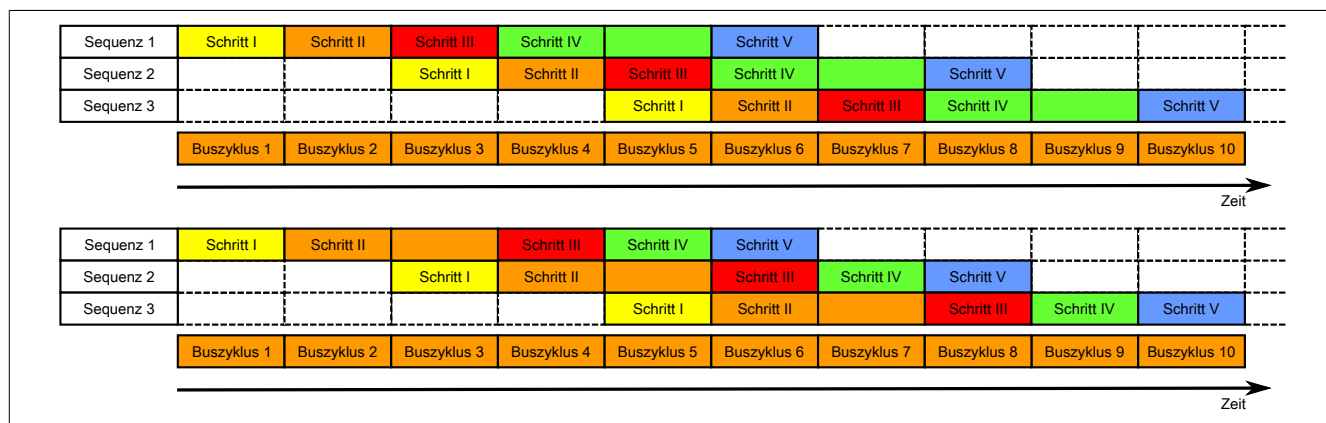 Sequenz 1 Schritt I Schritt II Schritt III Schritt IV Schritt V
Sequenz 2 Schritt I Schritt II Schritt III Schritt IV Schritt V
Sequenz 3 Schritt I Schritt II Schritt III Schritt IV Schritt V
Buszyklus 1 Buszyklus 2 Buszyklus 3 Buszyklus 4 Buszyklus 5 Buszyklus 6 Buszyklus 7 Buszyklus 8 Buszyklus 9 Buszyklus 10
Zeit
Sequenz 1 Schritt I Schritt II Schritt III Schritt IV Schritt V
Sequenz 2 Schritt I Schritt II Schritt III Schritt IV Schritt V
Sequenz 3 Schritt I Schritt II Schritt III Schritt IV Schritt V
Buszyklus 1 Buszyklus 2 Buszyklus 3 Buszyklus 4 Buszyklus 5 Buszyklus 6 Buszyklus 7 Buszyklus 8 Buszyklus 9 Buszyklus 10
Zeit